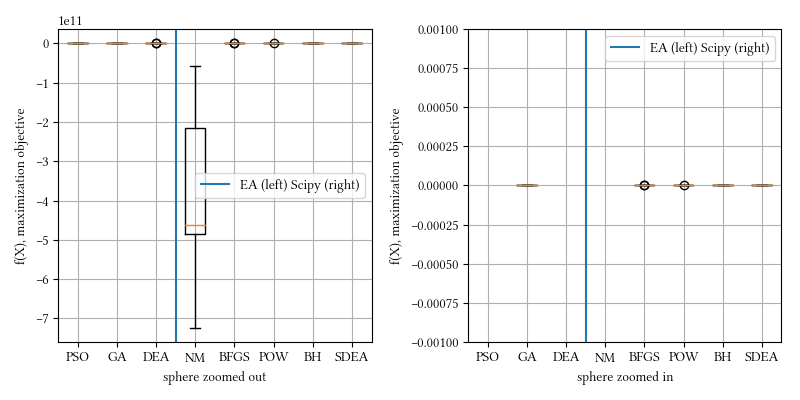 1e11
0
−1
−2
−3
−4
−5
−6
−7
f(X), maximization objective
EA (left) Scipy (right)
PSO GA DEA NM BFGS POW BH SDEA
sphere zoomed out
0.00100
0.00075
0.00050
0.00025
0.00000
−0.00025
−0.00050
−0.00075
−0.00100
f(X), maximization objective
EA (left) Scipy (right)
PSO GA DEA NM BFGS POW BH SDEA
sphere zoomed in